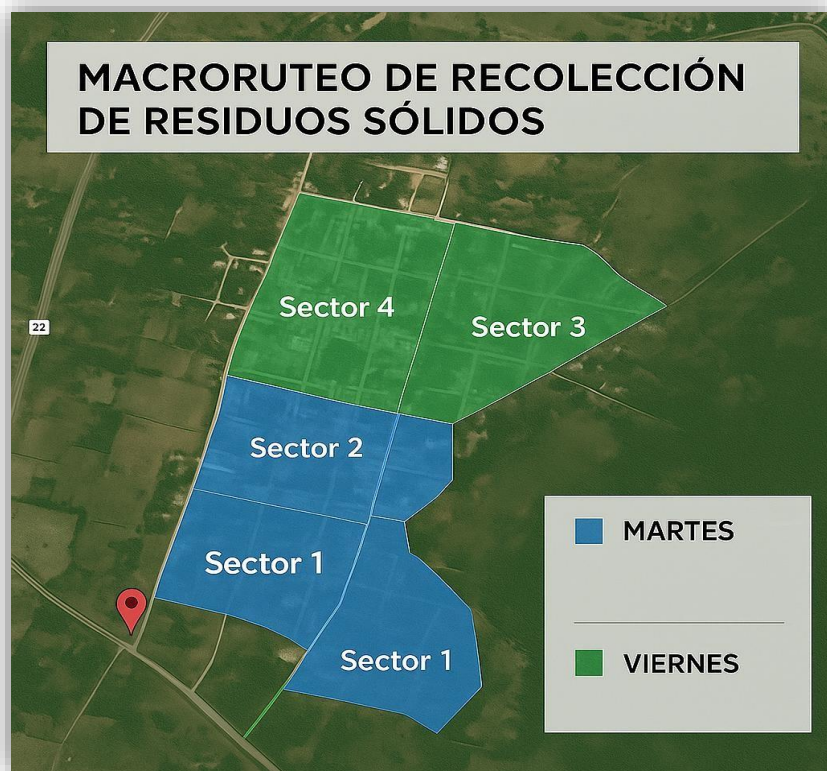 MACRORUTEO DE RECOLECCIÓN
DE RESIDUOS SÓLIDOS
Sector 4
Sector 3
22
Sector 2
Sector 1
Sector 1
MARTES
VIERNES